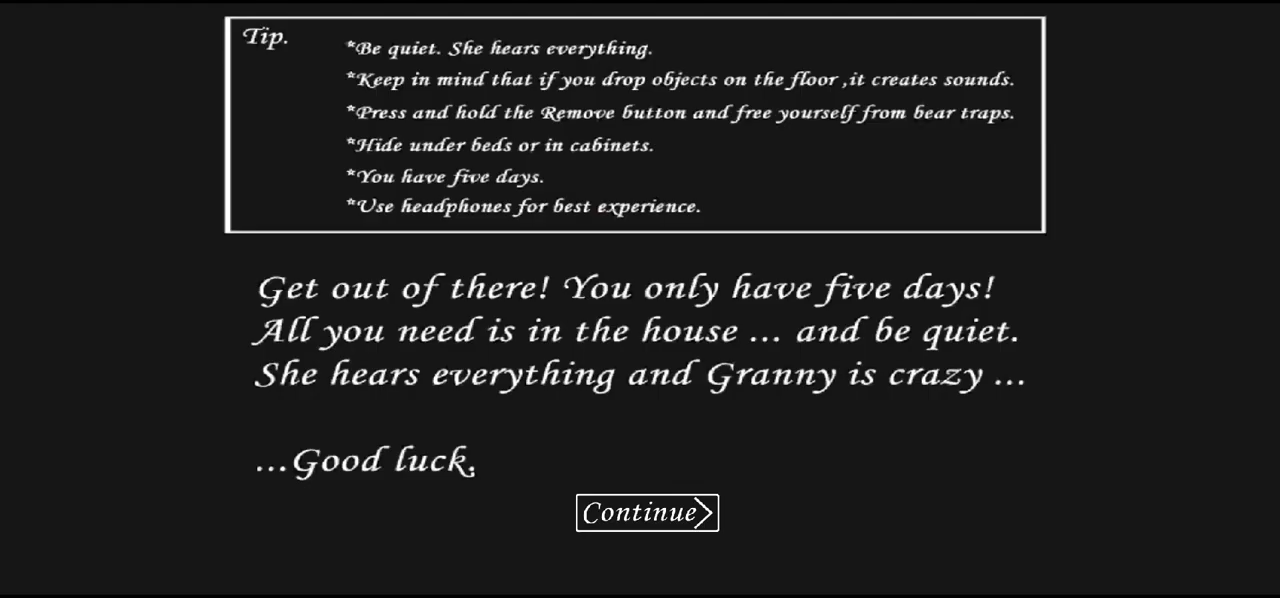 Tip.
*Be quiet. She hears everything.
*Keep in mind that if you drop objects on the floor ,it creates sounds.
*Press and hold the Remove button and free yourself from bear traps.
*Hide under beds or in cabinets.
*You have five days.
*Use headphones for best experience.
Get out of there! You only have five days!
All you need is in the house ... and be quiet.
She hears everything and Granny is crazy ...
...Good luck.
Continue>